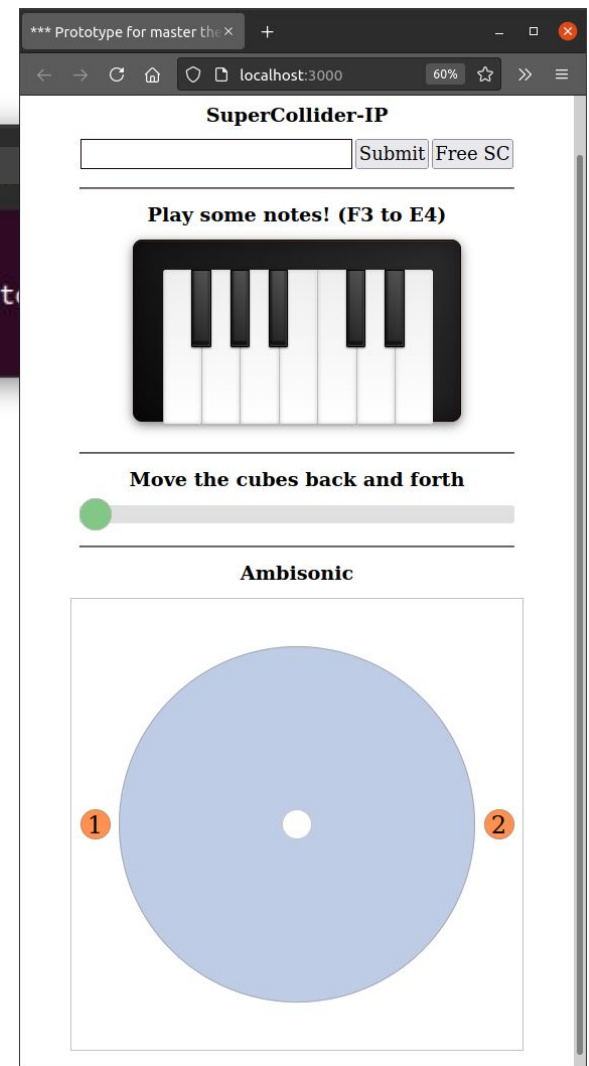 *** Prototype for master the
localhost:3000
60%
SuperCollider-IP
Submit
Free SC
Play some notes! (F3 to E4)
to
Move the cubes back and forth
Ambisonic
1
2